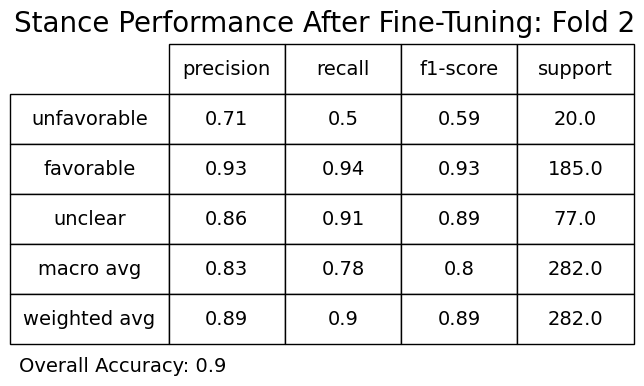 Stance Performance After Fine-Tuning: Fold 2
precision recall f1-score support
unfavorable 0.71 0.5 0.59 20.0
favorable 0.93 0.94 0.93 185.0
unclear 0.86 0.91 0.89 77.0
macro avg 0.83 0.78 0.8 282.0
weighted avg 0.89 0.9 0.89 282.0
Overall Accuracy: 0.9